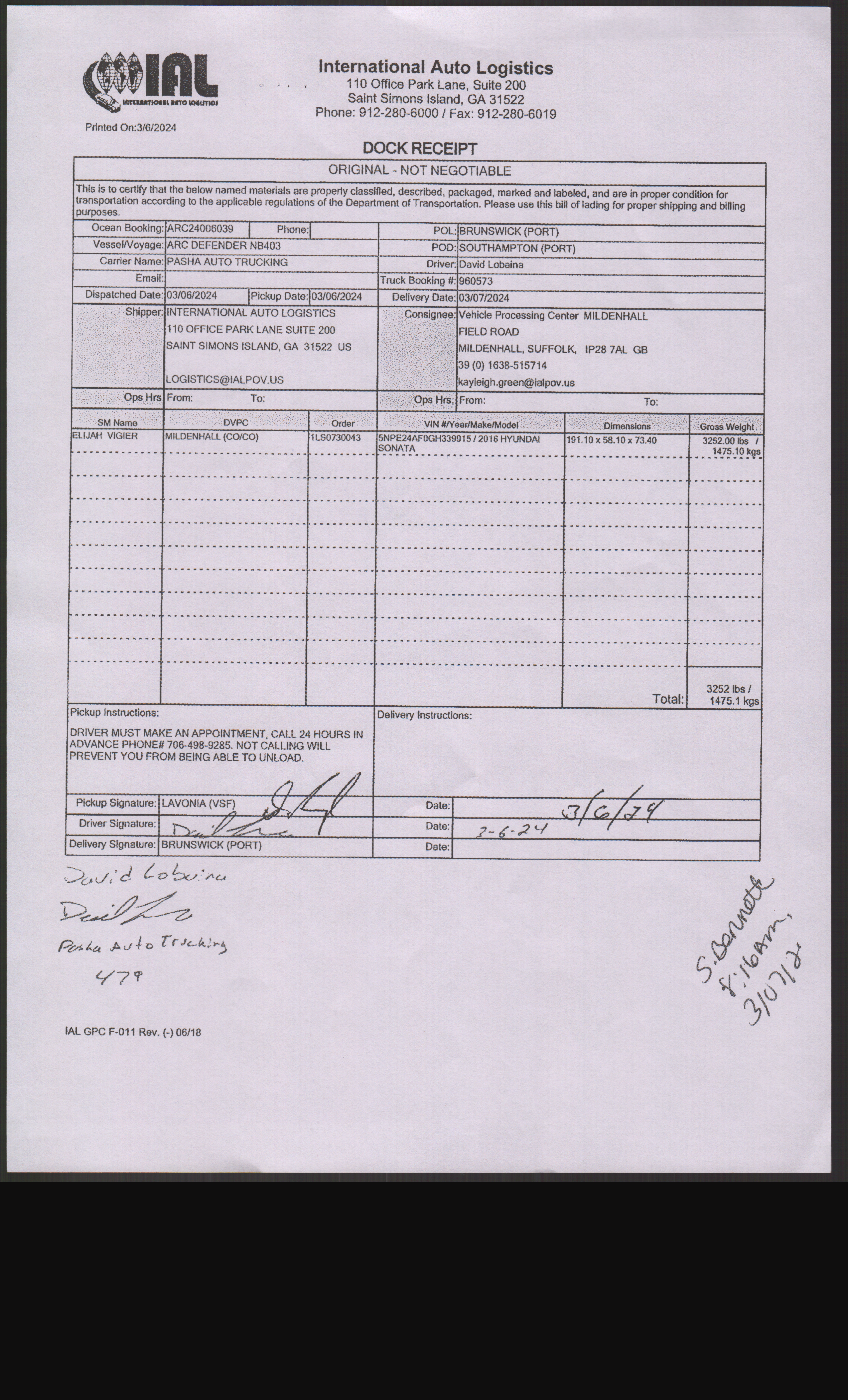 IAL
INTERNATIONAL AUTO LOGISTICS
International Auto Logistics
110 Office Park Lane, Suite 200
Saint Simons Island, GA 31522
Phone: 912-280-6000 / Fax: 912-280-6019
Printed On:3/6/2024
DOCK RECEIPT
ORIGINAL - NOT NEGOTIABLE
This is to certify that the below named materials are properly classified, described, packaged, marked and labeled, and are in proper condition for
transportation according to the applicable regulations of the Department of Transportation. Please use this bill of lading for proper shipping and billing
purposes.
Ocean Booking: ARC24006039 Phone: POL: BRUNSWICK (PORT)
Vessel/Voyage: ARC DEFENDER NB403 POD: SOUTHAMPTON (PORT)
Carrier Name: PASHA AUTO TRUCKING Driver: David Lobaina
Email: Truck Booking #: 960573
Dispatched Date: 03/06/2024 Pickup Date: 03/06/2024 Delivery Date: 03/07/2024
Shipper: INTERNATIONAL AUTO LOGISTICS Consignee: Vehicle Processing Center MILDENHALL
110 OFFICE PARK LANE SUITE 200 FIELD ROAD
SAINT SIMONS ISLAND, GA 31522 US MILDENHALL, SUFFOLK, IP28 7AL GB
39 (0) 1638-515714
LOGISTICS@IALPOV.US kayleigh.green@ialpov.us
Ops Hrs From: To: Ops Hrs: From: To:
SM Name DVPC Order VIN #/Year/Make/Model Dimensions Gross Weight
ELIJAH VIGIER MILDENHALL (CO/CO) 1LS0730043 5NPE24AF0GH339915 / 2016 HYUNDAI 191.10 x 58.10 x 73.40 3252.00 lbs /
SONATA 1475.10 kgs
Total: 3252 lbs /
1475.1 kgs
Pickup Instructions: Delivery Instructions:
DRIVER MUST MAKE AN APPOINTMENT, CALL 24 HOURS IN
ADVANCE PHONE# 706-498-9285. NOT CALLING WILL
PREVENT YOU FROM BEING ABLE TO UNLOAD.
Pickup Signature: LAVONIA (VSF) Date: 3/6/24
Driver Signature: Date: 3-6-24
Delivery Signature: BRUNSWICK (PORT) Date:
David Lobaina
Pasha Auto Trucking
479
S. Bennett
8:16am,
3/07/2
IAL GPC F-011 Rev. (-) 06/18